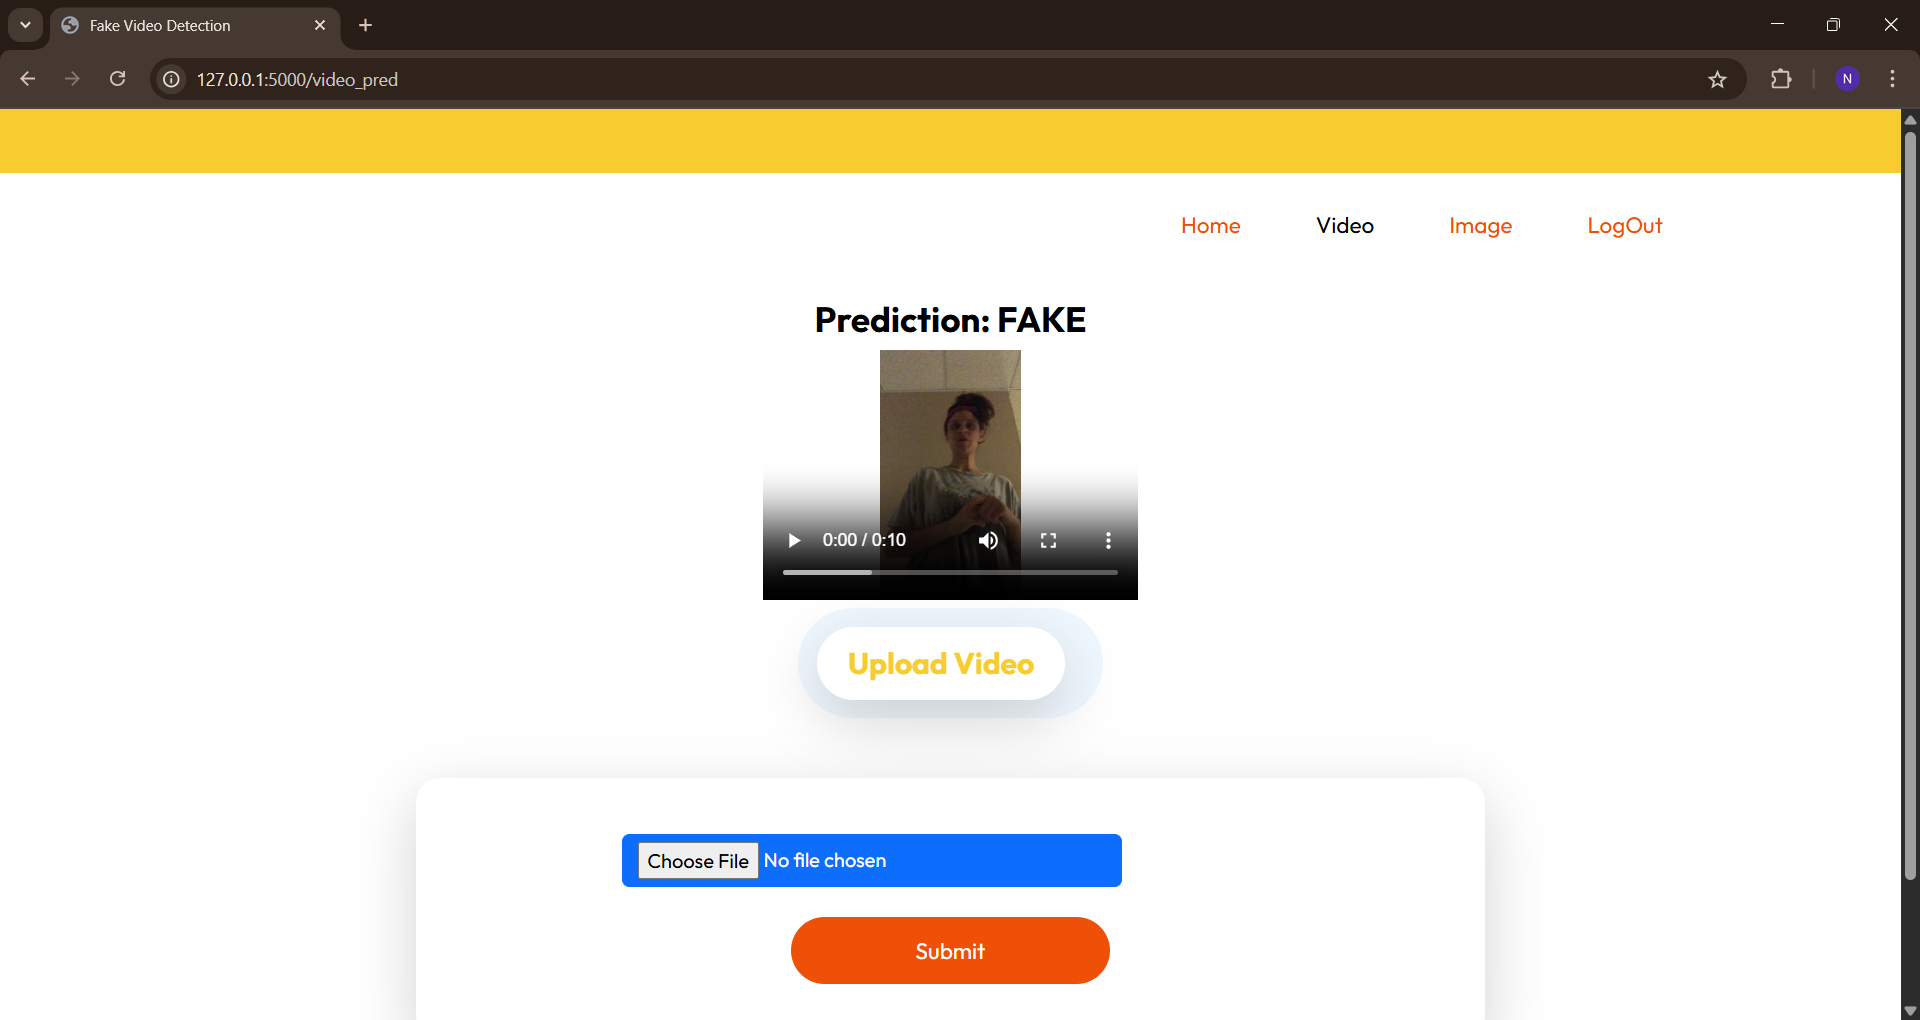 Fake Video Detection
127.0.0.1:5000/video_pred
N
Home Video Image LogOut
Prediction: FAKE
0:00 / 0:10
Upload Video
Choose File No file chosen
Submit